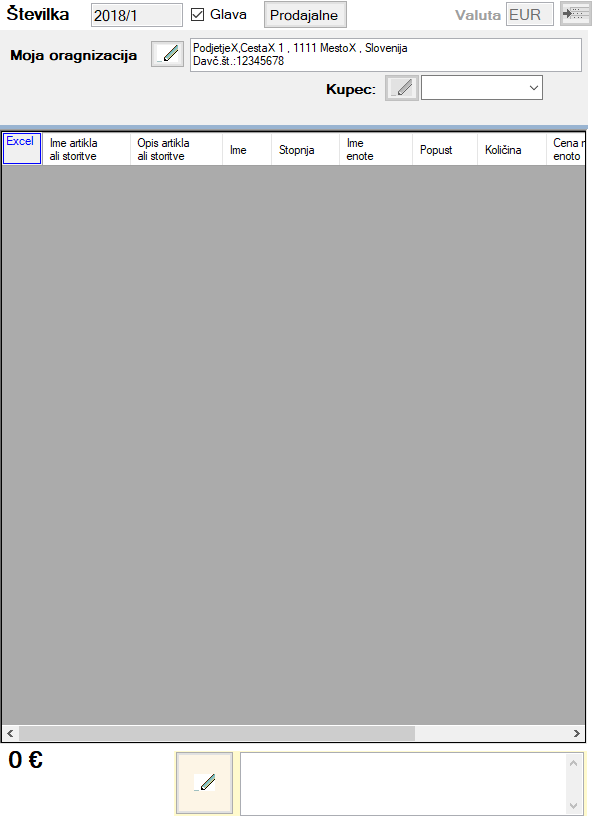 Številka 2018/1 Glava Prodajalne Valuta EUR
Moja oragnizacija
PodjetjeX,CestaX 1 , 1111 MestoX , Slovenija
Davč.št.:12345678
Kupec:
Excel
Ime artikla
ali storitve
Opis artikla
ali storitve
Ime
Stopnja
Ime
enote
Popust
Količina
Cena n
enoto
0 €